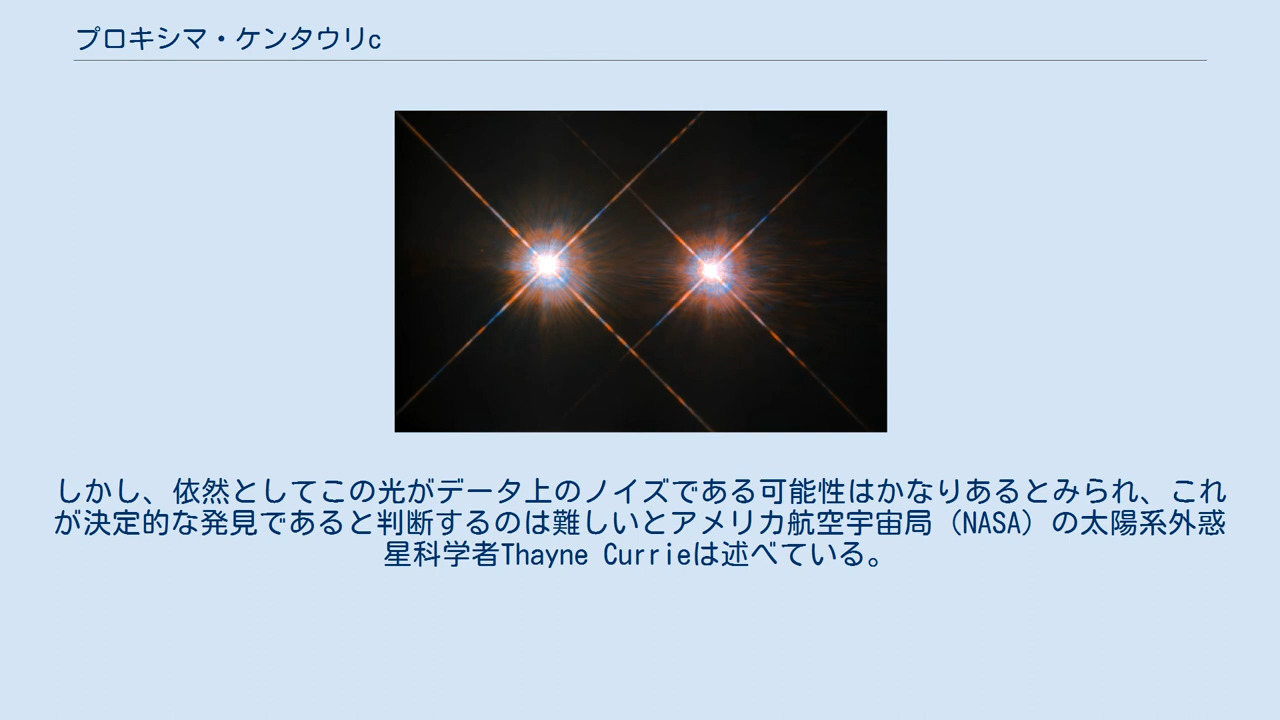 プロキシマ・ケンタウリc
しかし、依然としてこの光がデータ上のノイズである可能性はかなりあるとみられ、これ
が決定的な発見であると判断するのは難しいとアメリカ航空宇宙局（NASA）の太陽系外惑
星科学者Thayne Currieは述べている。